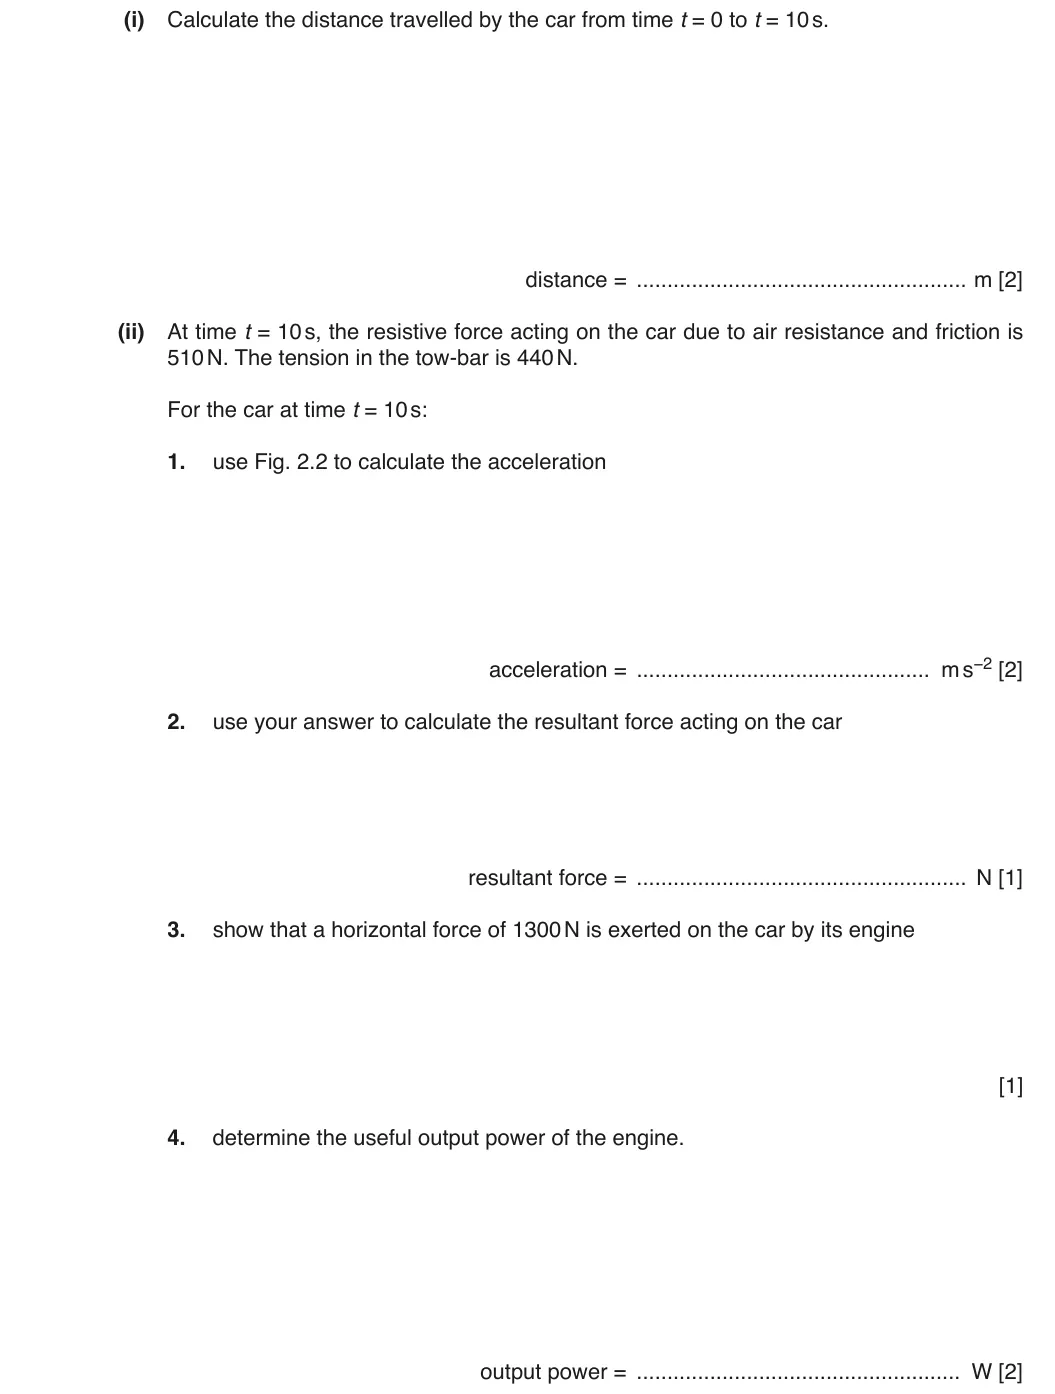 (i) Calculate the distance travelled by the car from time t = 0 to t = 10 s.
distance = ...................................................... m [2]
(ii) At time t = 10 s, the resistive force acting on the car due to air resistance and friction is
510 N. The tension in the tow-bar is 440 N.
For the car at time t = 10 s:
1. use Fig. 2.2 to calculate the acceleration
acceleration = ................................................ m s⁻² [2]
2. use your answer to calculate the resultant force acting on the car
resultant force = ...................................................... N [1]
3. show that a horizontal force of 1300 N is exerted on the car by its engine
[1]
4. determine the useful output power of the engine.
output power = ..................................................... W [2]